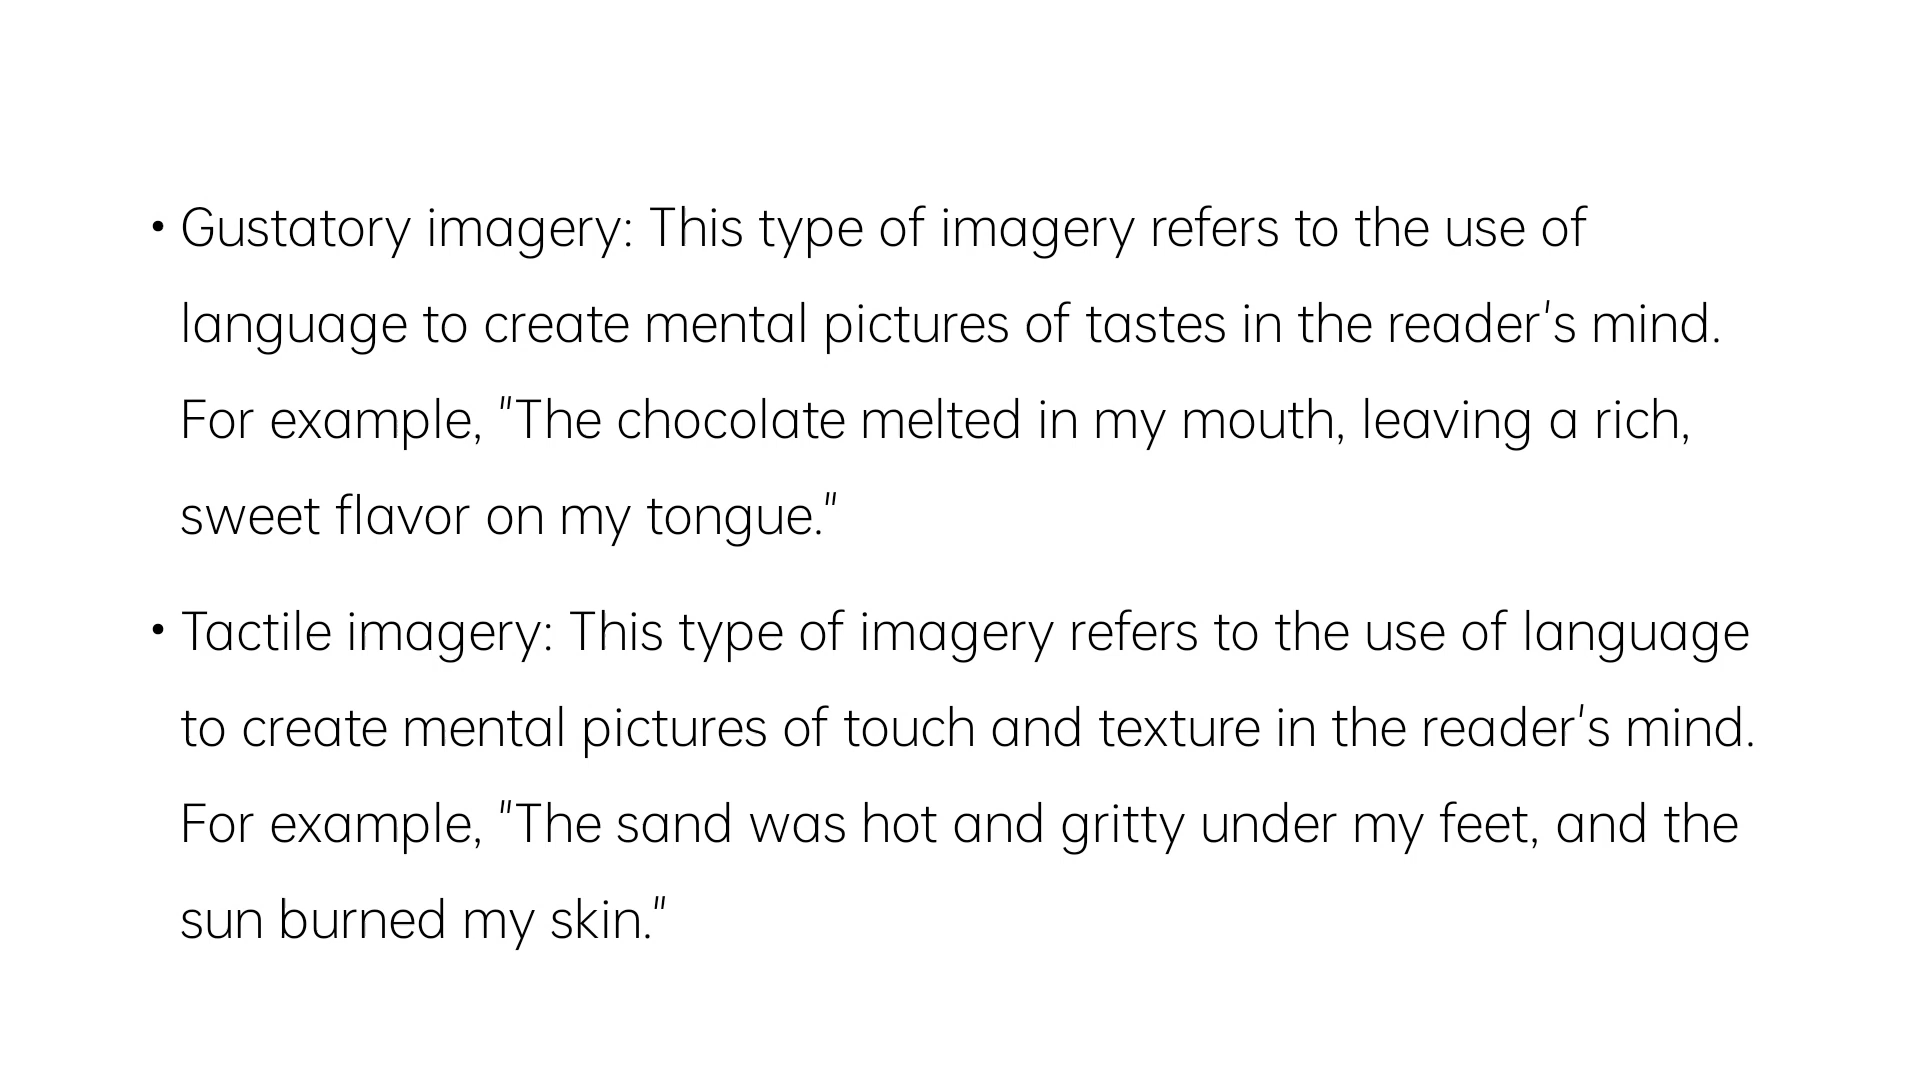 • Gustatory imagery: This type of imagery refers to the use of
language to create mental pictures of tastes in the reader's mind.
For example, "The chocolate melted in my mouth, leaving a rich,
sweet flavor on my tongue."
• Tactile imagery: This type of imagery refers to the use of language
to create mental pictures of touch and texture in the reader's mind.
For example, "The sand was hot and gritty under my feet, and the
sun burned my skin."